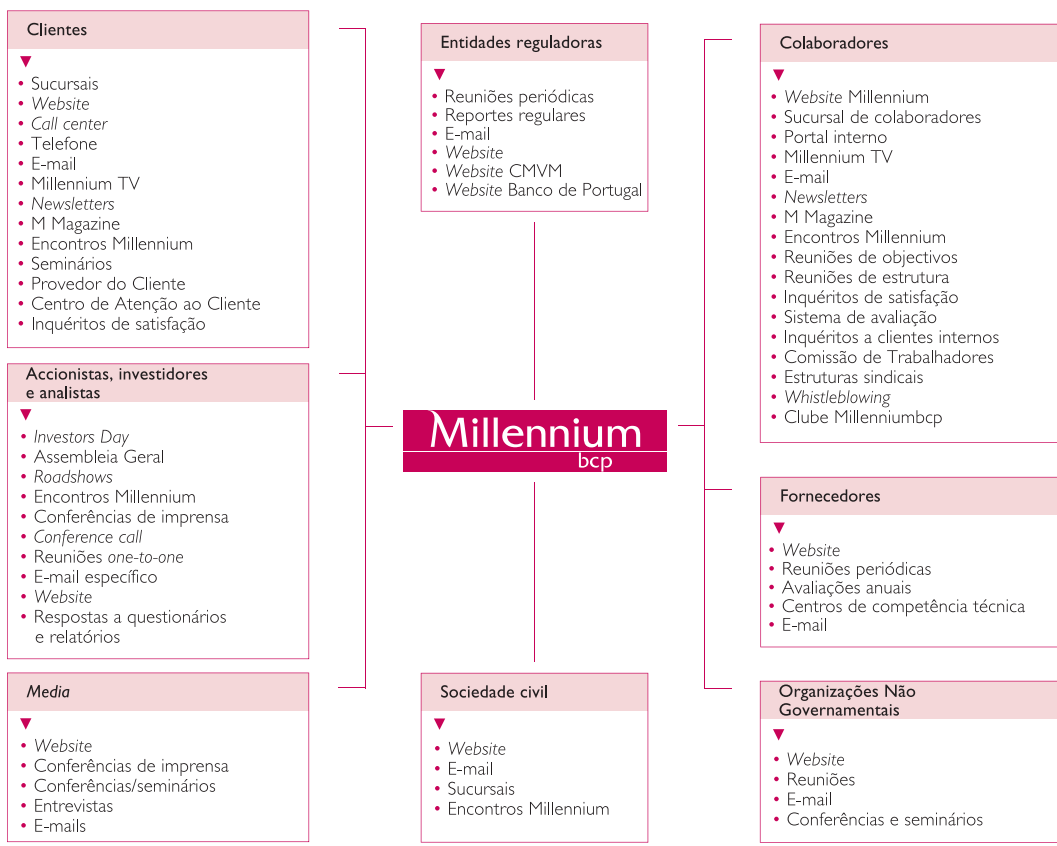 Clientes
• Sucursais
• Website
• Call center
• Telefone
• E-mail
• Millennium TV
• Newsletters
• M Magazine
• Encontros Millennium
• Seminários
• Provedor do Cliente
• Centro de Atenção ao Cliente
• Inquéritos de satisfação
Accionistas, investidores
e analistas
• Investors Day
• Assembleia Geral
• Roadshows
• Encontros Millennium
• Conferências de imprensa
• Conference call
• Reuniões one-to-one
• E-mail específico
• Website
• Respostas a questionários
e relatórios
Media
• Website
• Conferências de imprensa
• Conferências/seminários
• Entrevistas
• E-mails
Entidades reguladoras
• Reuniões periódicas
• Reportes regulares
• E-mail
• Website
• Website CMVM
• Website Banco de Portugal
Millennium
bcp
Sociedade civil
• Website
• E-mail
• Sucursais
• Encontros Millennium
Colaboradores
• Website Millennium
• Sucursal de colaboradores
• Portal interno
• Millennium TV
• E-mail
• Newsletters
• M Magazine
• Encontros Millennium
• Reuniões de objectivos
• Reuniões de estrutura
• Inquéritos de satisfação
• Sistema de avaliação
• Inquéritos a clientes internos
• Comissão de Trabalhadores
• Estruturas sindicais
• Whistleblowing
• Clube Millenniumbcp
Fornecedores
• Website
• Reuniões periódicas
• Avaliações anuais
• Centros de competência técnica
• E-mail
Organizações Não
Governamentais
• Website
• Reuniões
• E-mail
• Conferências e seminários